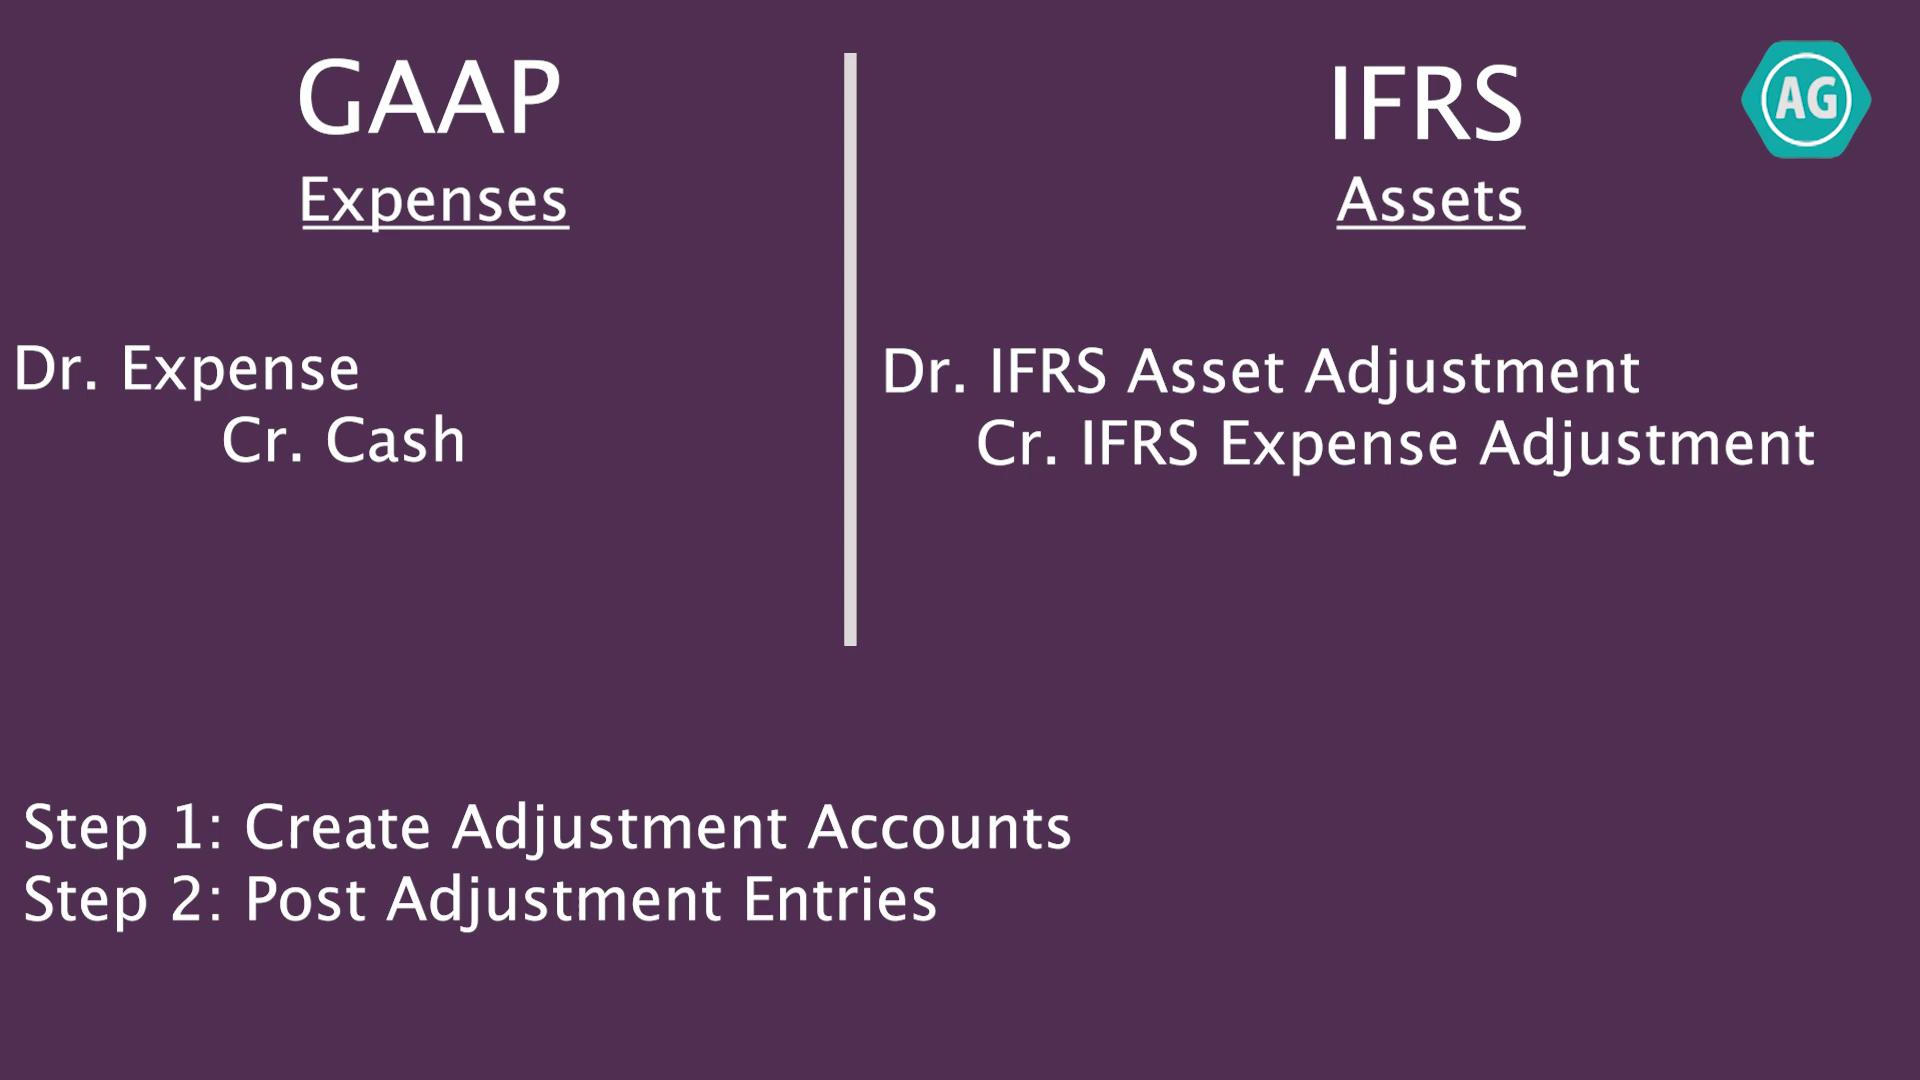 GAAP
Expenses
Dr. Expense
Cr. Cash
IFRS
Assets
Dr. IFRS Asset Adjustment
Cr. IFRS Expense Adjustment
AG
Step 1: Create Adjustment Accounts
Step 2: Post Adjustment Entries